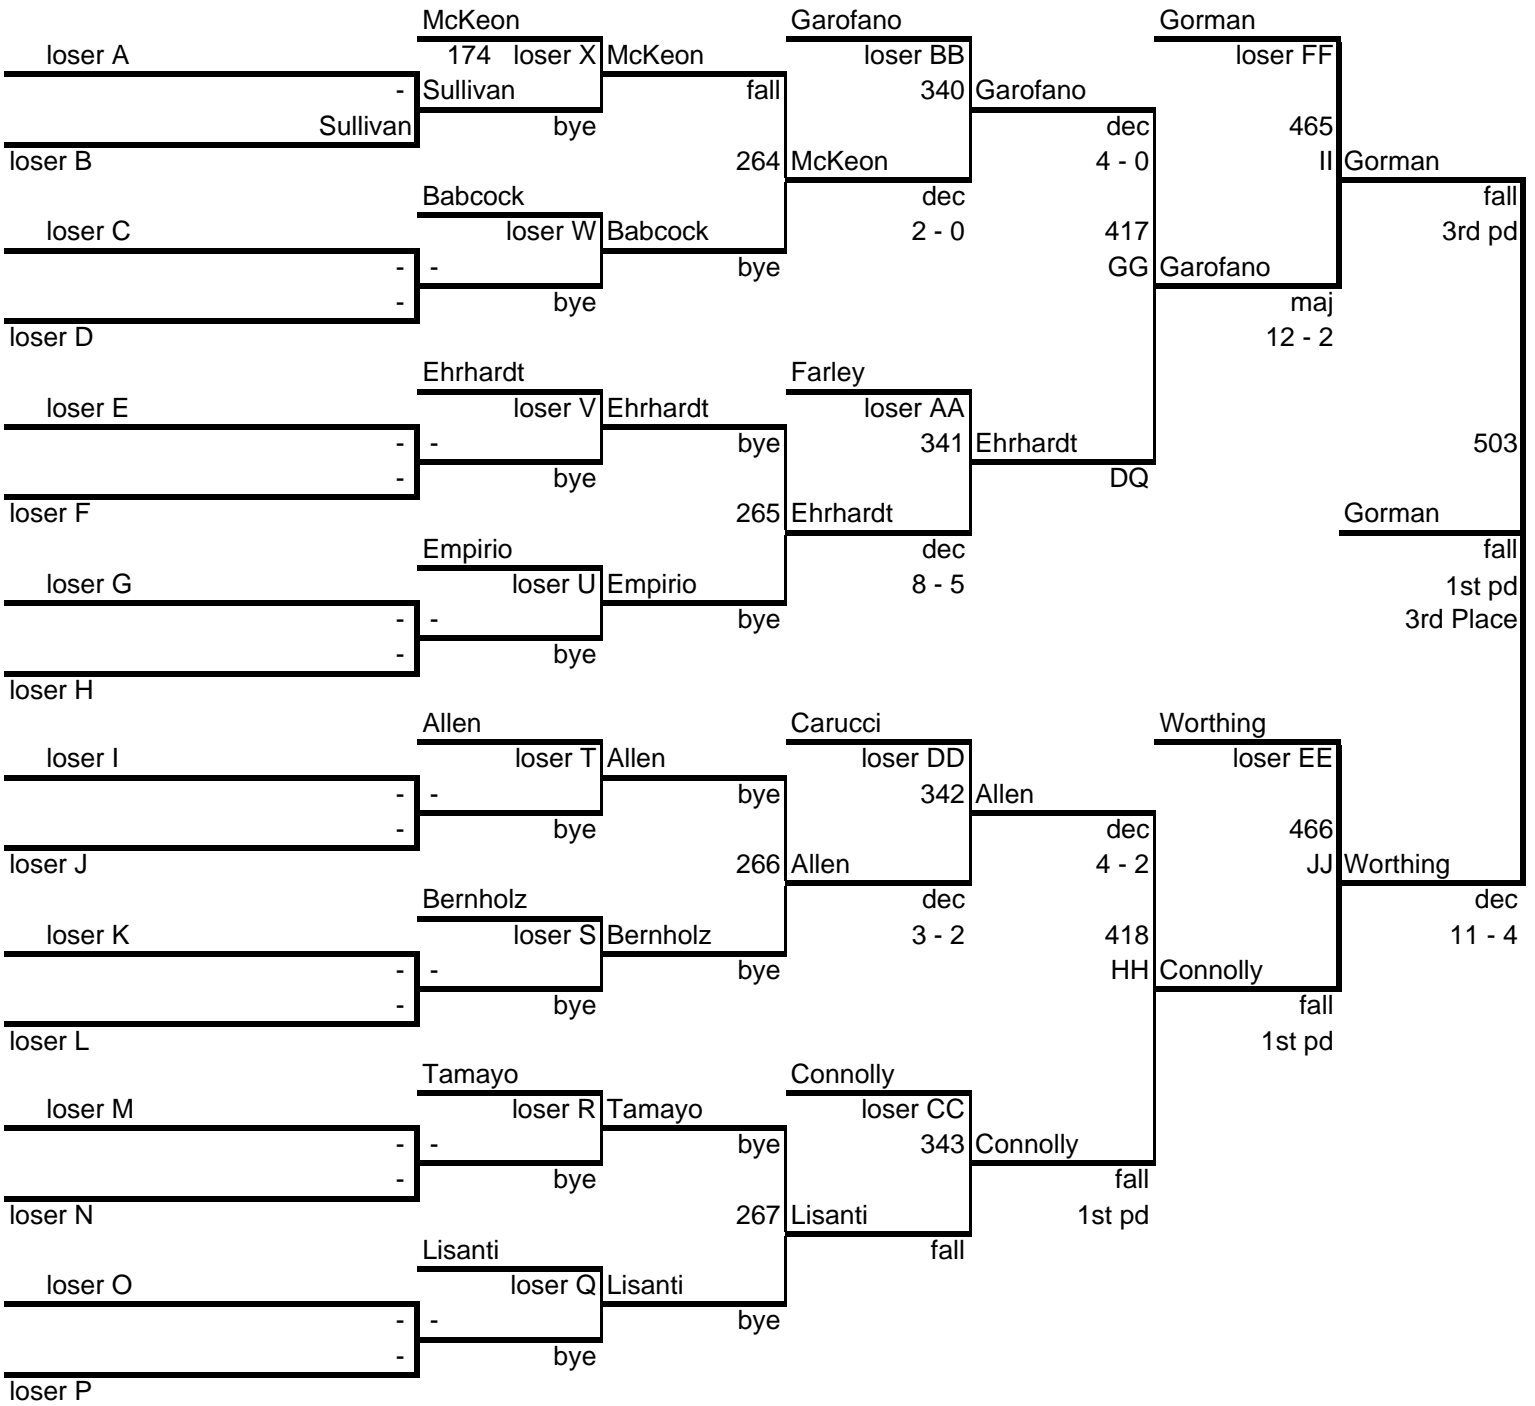 McKeon Garofano Gorman
loser A 174 loser X McKeon loser BB loser FF
- Sullivan fall 340 Garofano
Sullivan bye dec 465
loser B 264 McKeon 4 - 0 II Gorman
Babcock dec fall
loser C loser W Babcock 2 - 0 417 3rd pd
- - bye GG Garofano
- bye maj
loser D 12 - 2
Ehrhardt Farley
loser E loser V Ehrhardt loser AA
- - bye 341 Ehrhardt 503
- bye DQ
loser F 265 Ehrhardt Gorman
Empirio dec fall
loser G loser U Empirio 8 - 5 1st pd
- - bye 3rd Place
- bye
loser H
Allen Carucci Worthing
loser I loser T Allen loser DD loser EE
- - bye 342 Allen
- bye dec 466
loser J 266 Allen 4 - 2 JJ Worthing
Bernholz dec dec
loser K loser S Bernholz 3 - 2 418 11 - 4
- - bye HH Connolly
- bye fall
loser L 1st pd
Tamayo Connolly
loser M loser R Tamayo loser CC
- - bye 343 Connolly
- bye fall
loser N 267 Lisanti 1st pd
Lisanti fall
loser O loser Q Lisanti
- - bye
- bye
loser P